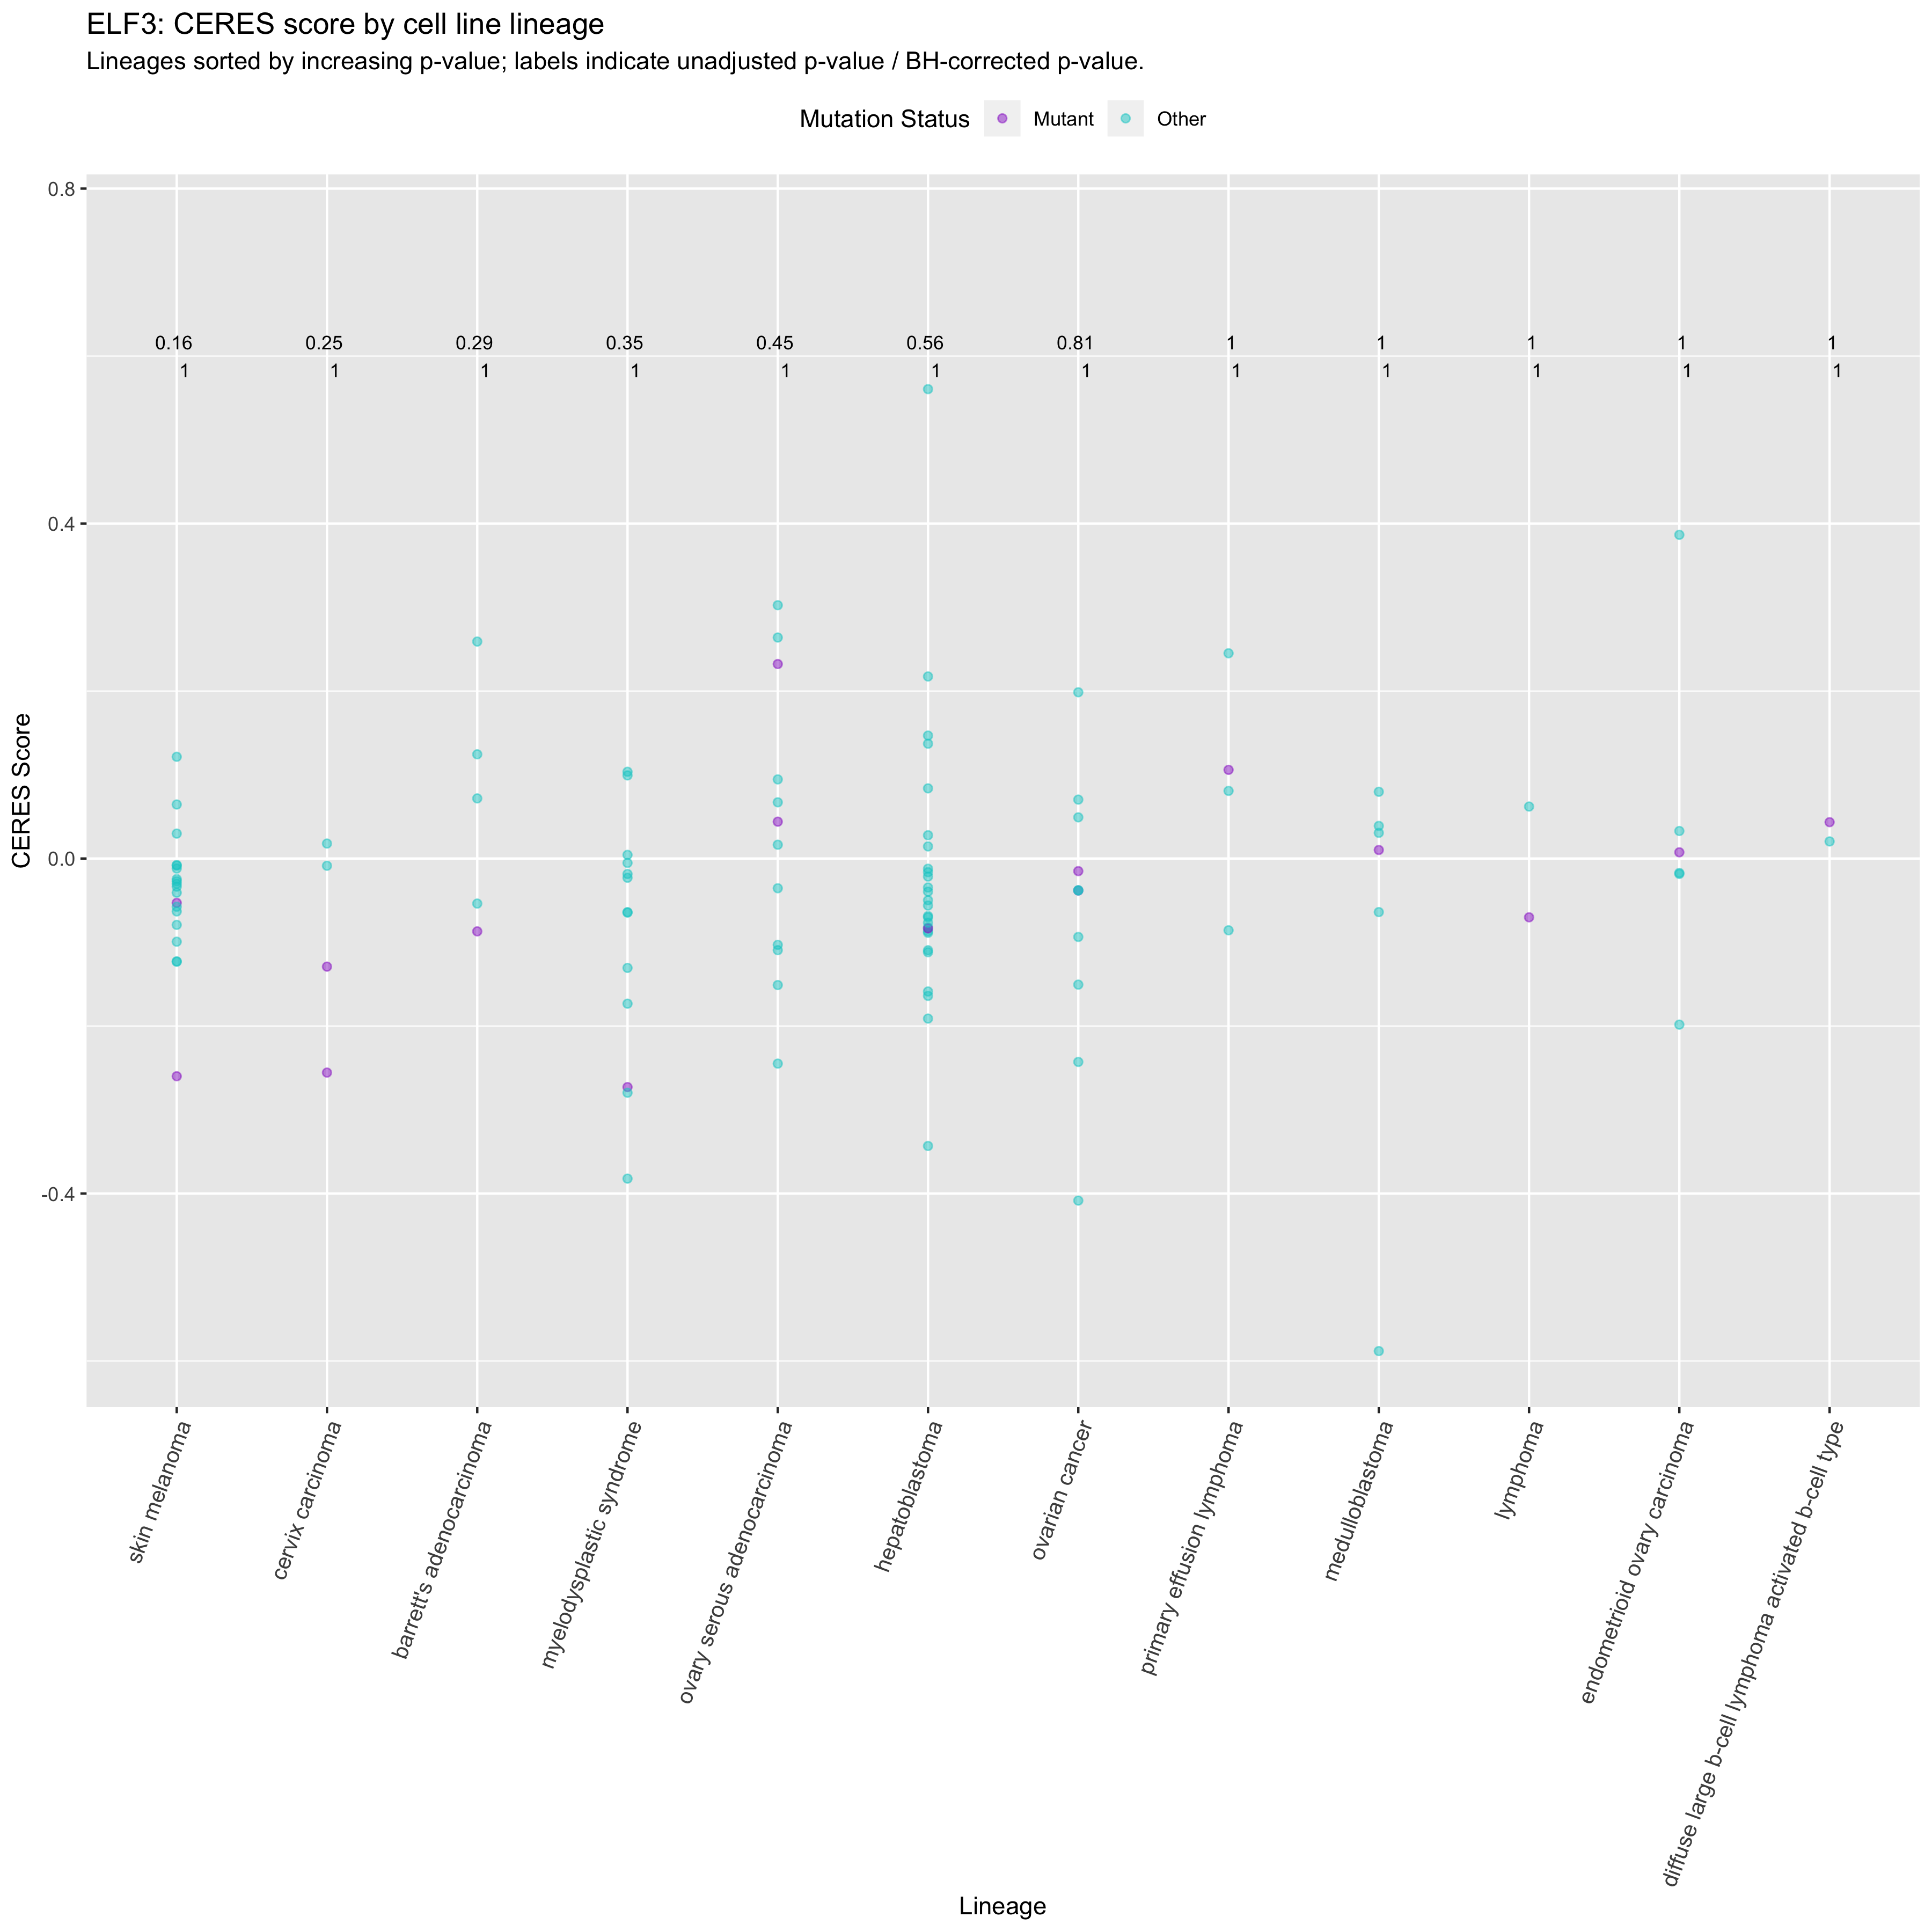 ELF3: CERES score by cell line lineage
Lineages sorted by increasing p-value; labels indicate unadjusted p-value / BH-corrected p-value.
Mutation Status Mutant Other
0.8
0.4
0.0
-0.4
CERES Score
0.16 0.25 0.29 0.35 0.45 0.56 0.81 1 1 1 1 1
1 1 1 1 1 1 1 1 1 1 1 1
skin melanoma
cervix carcinoma
barrett's adenocarcinoma
myelodysplastic syndrome
ovary serous adenocarcinoma
hepatoblastoma
ovarian cancer
primary effusion lymphoma
medulloblastoma
lymphoma
endometrioid ovary carcinoma
diffuse large b-cell lymphoma activated b-cell type
Lineage